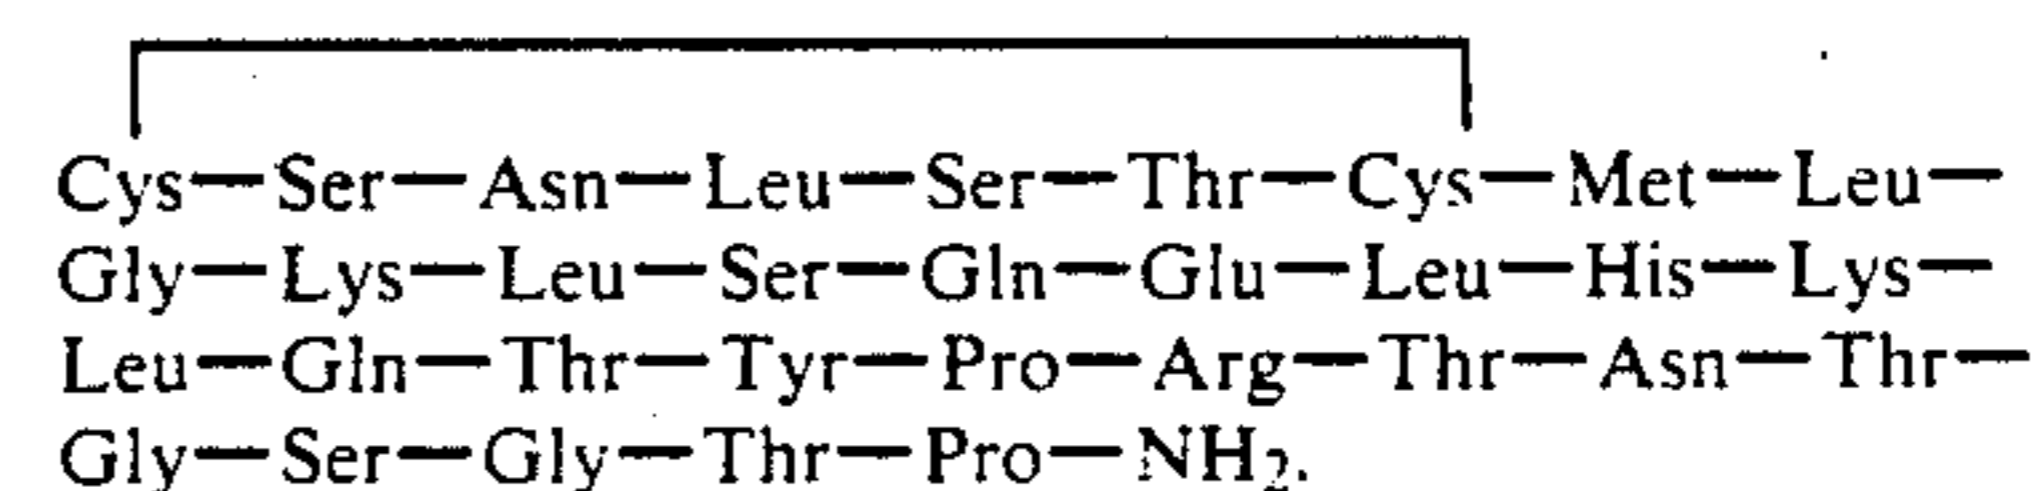 Cys—Ser—Asn—Leu—Ser—Thr—Cys—Met—Leu—
Gly—Lys—Leu—Ser—Gln—Glu—Leu—His—Lys—
Leu—Gln—Thr—Tyr—Pro—Arg—Thr—Asn—Thr—
Gly—Ser—Gly—Thr—Pro—NH₂.